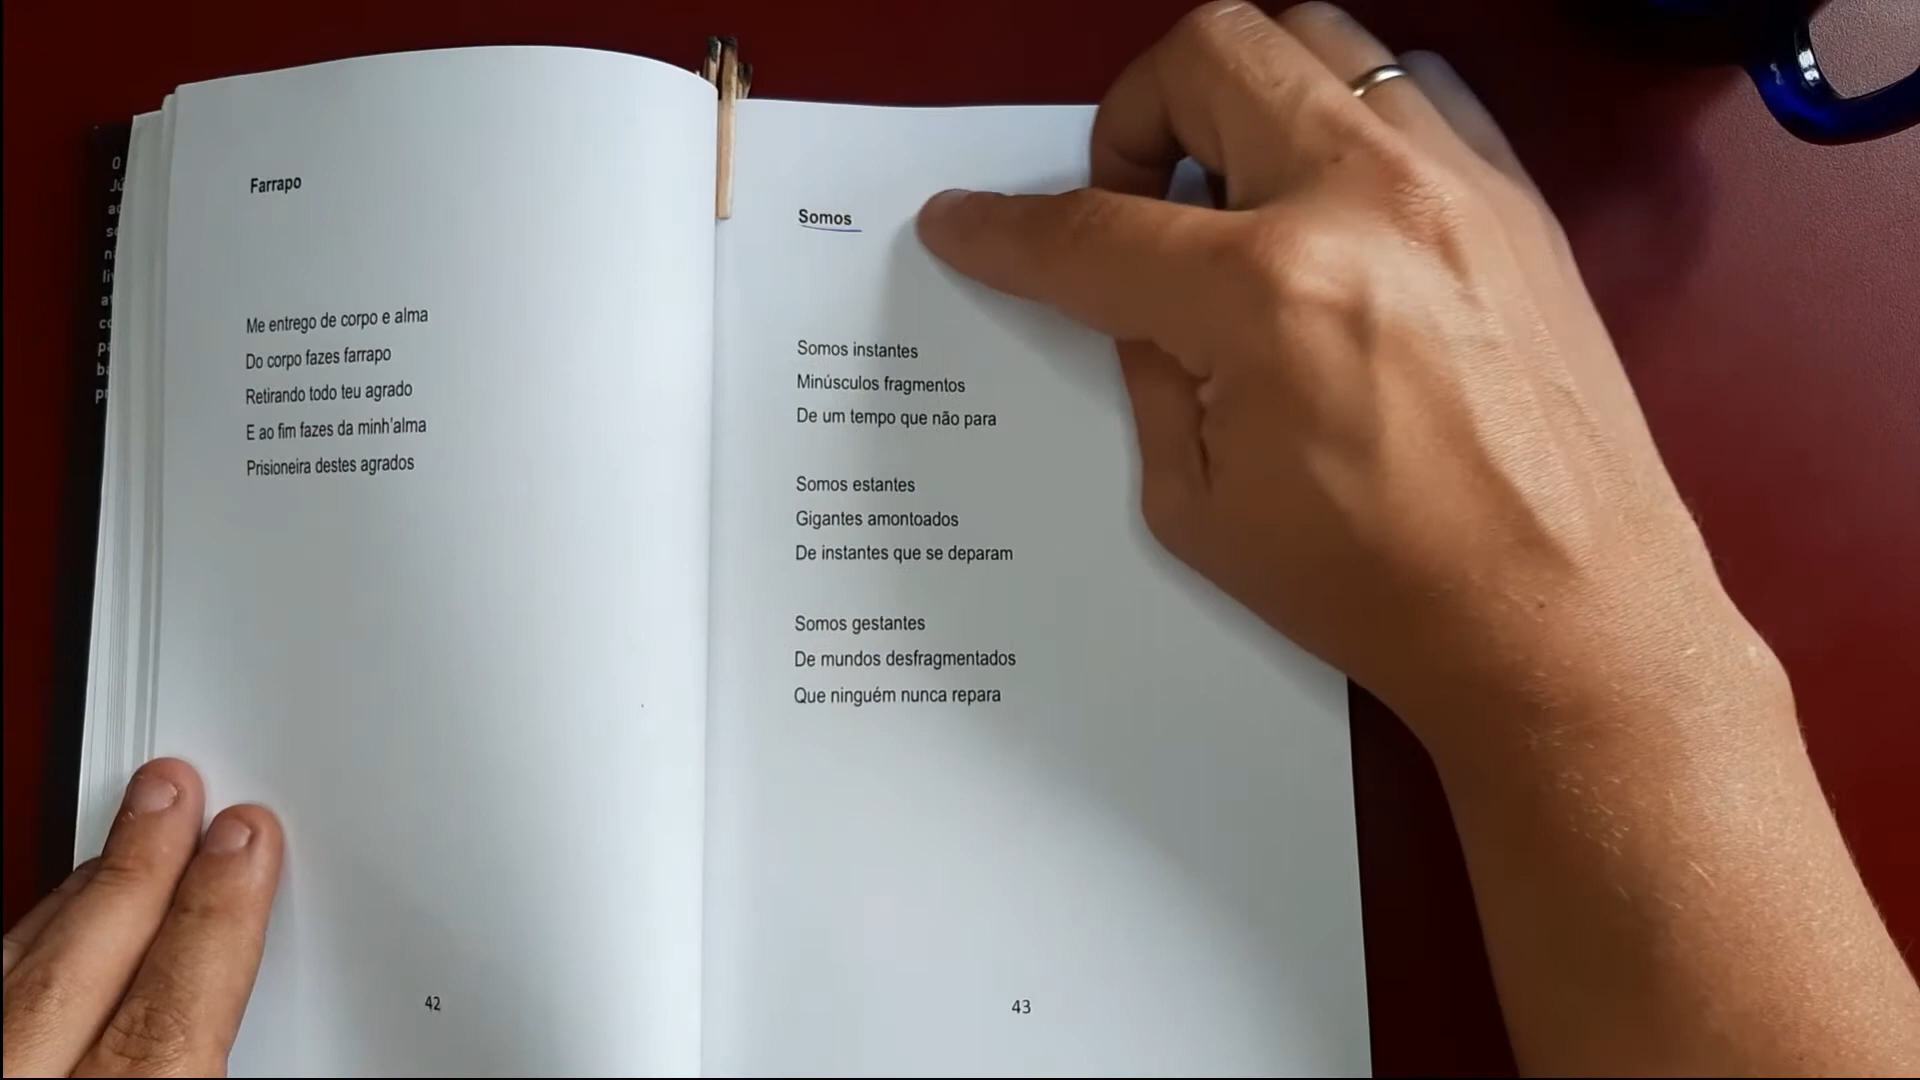 Farrapo
Me entrego de corpo e alma
Do corpo fazes farrapo
Retirando todo teu agrado
E ao fim fazes da minh'alma
Prisioneira destes agrados
42
Somos
Somos instantes
Minúsculos fragmentos
De um tempo que não para
Somos estantes
Gigantes amontoados
De instantes que se deparam
Somos gestantes
De mundos desfragmentados
Que ninguém nunca repara
43